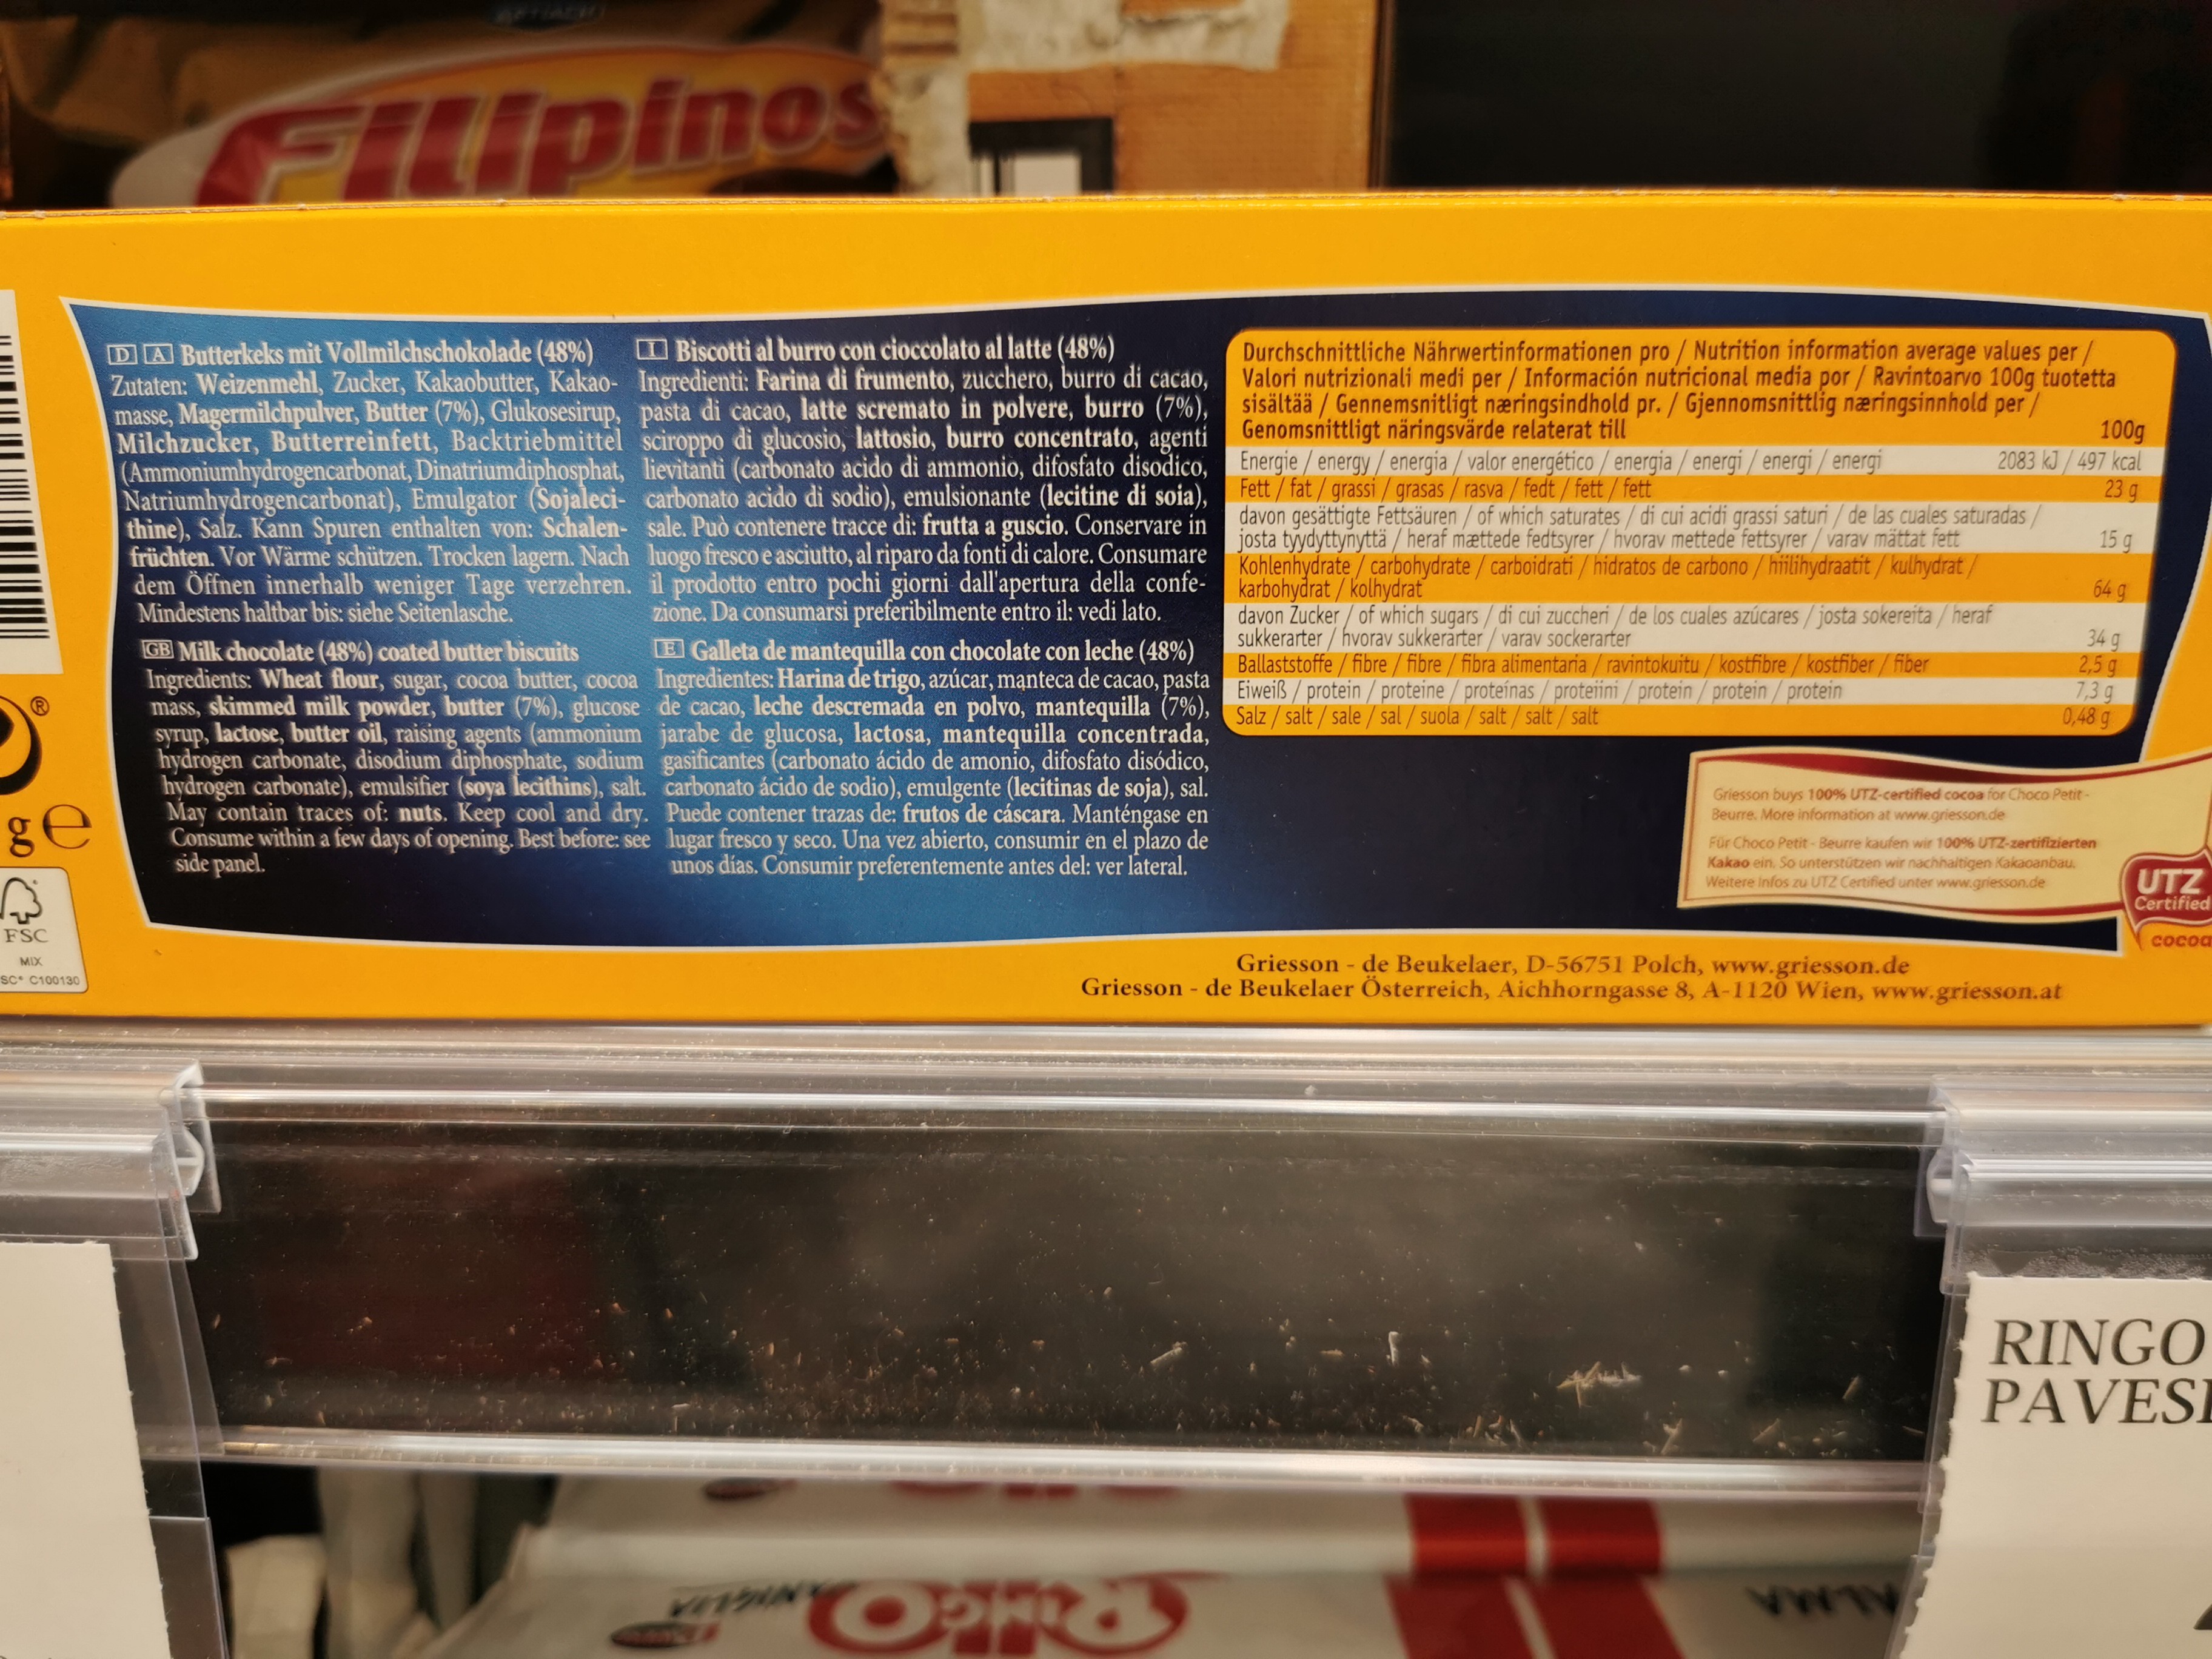 Filipinos
D A Butterkeks mit Vollmilchschokolade (48%)
Zutaten: Weizenmehl, Zucker, Kakaobutter, Kakao-
masse, Magermilchpulver, Butter (7%), Glukosesirup,
Milchzucker, Butterreinfett, Backtriebmittel
(Ammoniumhydrogencarbonat, Dinatriumdiphosphat,
Natriumhydrogencarbonat), Emulgator (Sojaleci-
thine), Salz. Kann Spuren enthalten von: Schalen-
früchten. Vor Wärme schützen. Trocken lagern. Nach
dem Öffnen innerhalb weniger Tage verzehren.
Mindestens haltbar bis: siehe Seitenlasche.
GB Milk chocolate (48%) coated butter biscuits
Ingredients: Wheat flour, sugar, cocoa butter, cocoa
mass, skimmed milk powder, butter (7%), glucose
syrup, lactose, butter oil, raising agents (ammonium
hydrogen carbonate, disodium diphosphate, sodium
hydrogen carbonate), emulsifier (soya lecithins), salt.
May contain traces of: nuts. Keep cool and dry.
Consume within a few days of opening. Best before: see
side panel.
I Biscotti al burro con cioccolato al latte (48%)
Ingredienti: Farina di frumento, zucchero, burro di cacao,
pasta di cacao, latte scremato in polvere, burro (7%),
sciroppo di glucosio, lattosio, burro concentrato, agenti
lievitanti (carbonato acido di ammonio, difosfato disodico,
carbonato acido di sodio), emulsionante (lecitine di soia),
sale. Può contenere tracce di: frutta a guscio. Conservare in
luogo fresco e asciutto, al riparo da fonti di calore. Consumare
il prodotto entro pochi giorni dall'apertura della confe-
zione. Da consumarsi preferibilmente entro il: vedi lato.
E Galleta de mantequilla con chocolate con leche (48%)
Ingredientes: Harina de trigo, azúcar, manteca de cacao, pasta
de cacao, leche descremada en polvo, mantequilla (7%),
jarabe de glucosa, lactosa, mantequilla concentrada,
gasificantes (carbonato ácido de amonio, difosfato disódico,
carbonato ácido de sodio), emulgente (lecitinas de soja), sal.
Puede contener trazas de: frutos de cáscara. Manténgase en
lugar fresco y seco. Una vez abierto, consumir en el plazo de
unos días. Consumir preferentemente antes del: ver lateral.
Durchschnittliche Nährwertinformationen pro / Nutrition information average values per /
Valori nutrizionali medi per / Información nutricional media por / Ravintoarvo 100g tuotetta
sisältää / Gennemsnitligt næringsindhold pr. / Gjennomsnittlig næringsinnhold per /
Genomsnittligt näringsvärde relaterat till 100g
Energie / energy / energia / valor energético / energia / energi / energi / energi 2083 kJ / 497 kcal
Fett / fat / grassi / grasas / rasva / fedt / fett / fett 23 g
davon gesättigte Fettsäuren / of which saturates / di cui acidi grassi saturi / de las cuales saturadas /
josta tyydyttynyttä / heraf mættede fedtsyrer / hvorav mettede fettsyrer / varav mättat fett 15 g
Kohlenhydrate / carbohydrate / carboidrati / hidratos de carbono / hiilihydraatit / kulhydrat /
karbohydrat / kolhydrat 64 g
davon Zucker / of which sugars / di cui zuccheri / de los cuales azúcares / josta sokereita / heraf
sukkerarter / hvorav sukkerarter / varav sockerarter 34 g
Ballaststoffe / fibre / fibre / fibra alimentaria / ravintokuitu / kostfibre / kostfiber / fiber 2,5 g
Eiweiß / protein / proteine / proteínas / proteiini / protein / protein / protein 7,3 g
Salz / salt / sale / sal / suola / salt / salt / salt 0,48 g
Griesson buys 100% UTZ-certified cocoa for Choco Petit-
Beurre. More information at www.griesson.de
Für Choco Petit - Beurre kaufen wir 100% UTZ-zertifizierten
Kakao ein. So unterstützen wir nachhaltigen Kakaoanbau.
Weitere Infos zu UTZ Certified unter www.griesson.de
UTZ
Certified
cocoa
®
g e
FSC
MIX
SC® C100130
Griesson - de Beukelaer, D-56751 Polch, www.griesson.de
Griesson - de Beukelaer Österreich, Aichhorngasse 8, A-1120 Wien, www.griesson.at
RINGO
PAVESI
RINGO
VANIGLIA